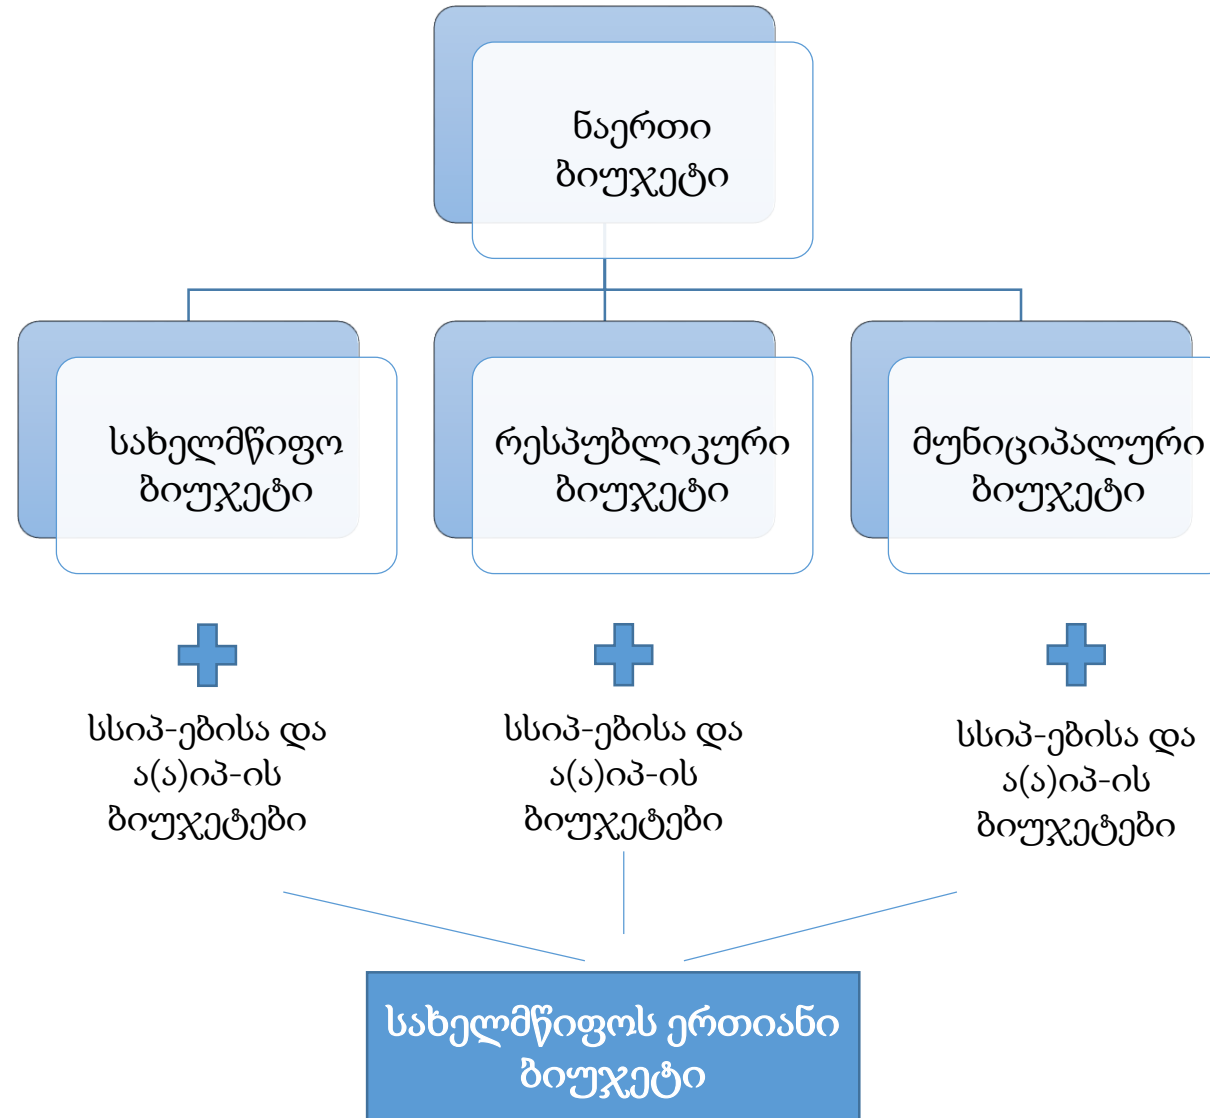 ნაერთი
ბიუჯეტი
სახელმწიფო
ბიუჯეტი
რესპუბლიკური
ბიუჯეტი
მუნიციპალური
ბიუჯეტი
სსიპ-ებისა და
ა(ა)იპ-ის
ბიუჯეტები
სსიპ-ებისა და
ა(ა)იპ-ის
ბიუჯეტები
სსიპ-ებისა და
ა(ა)იპ-ის
ბიუჯეტები
სახელმწიფოს ერთიანი
ბიუჯეტი